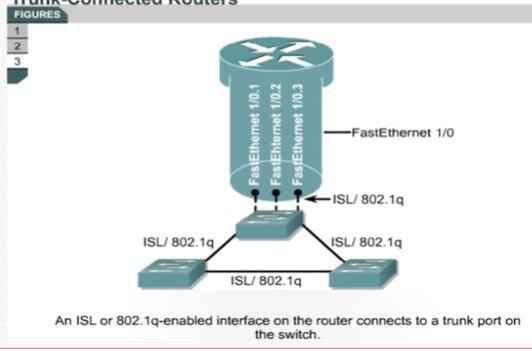 Trunk-Connected Routers
FIGURES
1
2
3
FastEthernet 1/0.1
FastEhternet 1/0.2
FastEthernet 1/0.3
FastEthernet 1/0
ISL/ 802.1q
ISL/ 802.1q
ISL/ 802.1q
ISL/ 802.1q
An ISL or 802.1q-enabled interface on the router connects to a trunk port on
the switch.